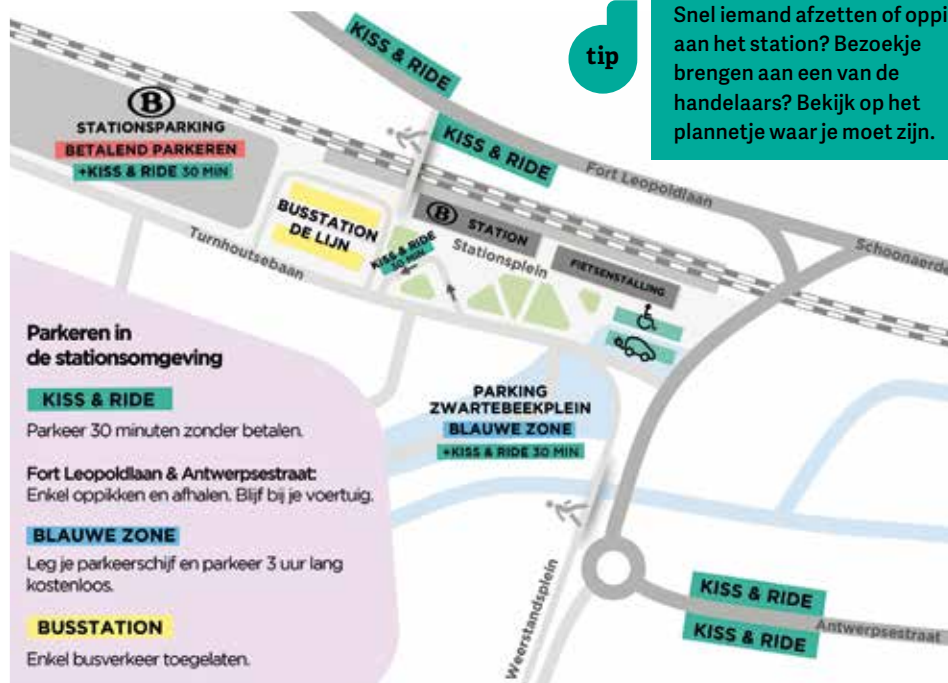 tip
Snel iemand afzetten of
aan het station? Bezoekje
brengen aan een van de
handelaars? Bekijk op het
plannetje waar je moet zijn.
KISS & RIDE
KISS & RIDE
B
STATIONSPARKING
BETALEND PARKEREN
+KISS & RIDE 30 MIN
Fort Leopoldlaan
BUSSTATION
DE LIJN
B STATION
Stationsplein
KISS & RIDE
30 MIN
FIETSENSTALLING
Turnhoutsebaan
Parkeren in
de stationsomgeving
KISS & RIDE
Parkeer 30 minuten zonder betalen.
Fort Leopoldlaan & Antwerpsestraat:
Enkel oppikken en afhalen. Blijf bij je voertuig.
BLAUWE ZONE
Leg je parkeerschijf en parkeer 3 uur lang
kostenloos.
BUSSTATION
Enkel busverkeer toegelaten.
PARKING
ZWARTEBEEKPLEIN
BLAUWE ZONE
+KISS & RIDE 30 MIN
Weerstandsplein
KISS & RIDE
Antwerpsestraat
KISS & RIDE